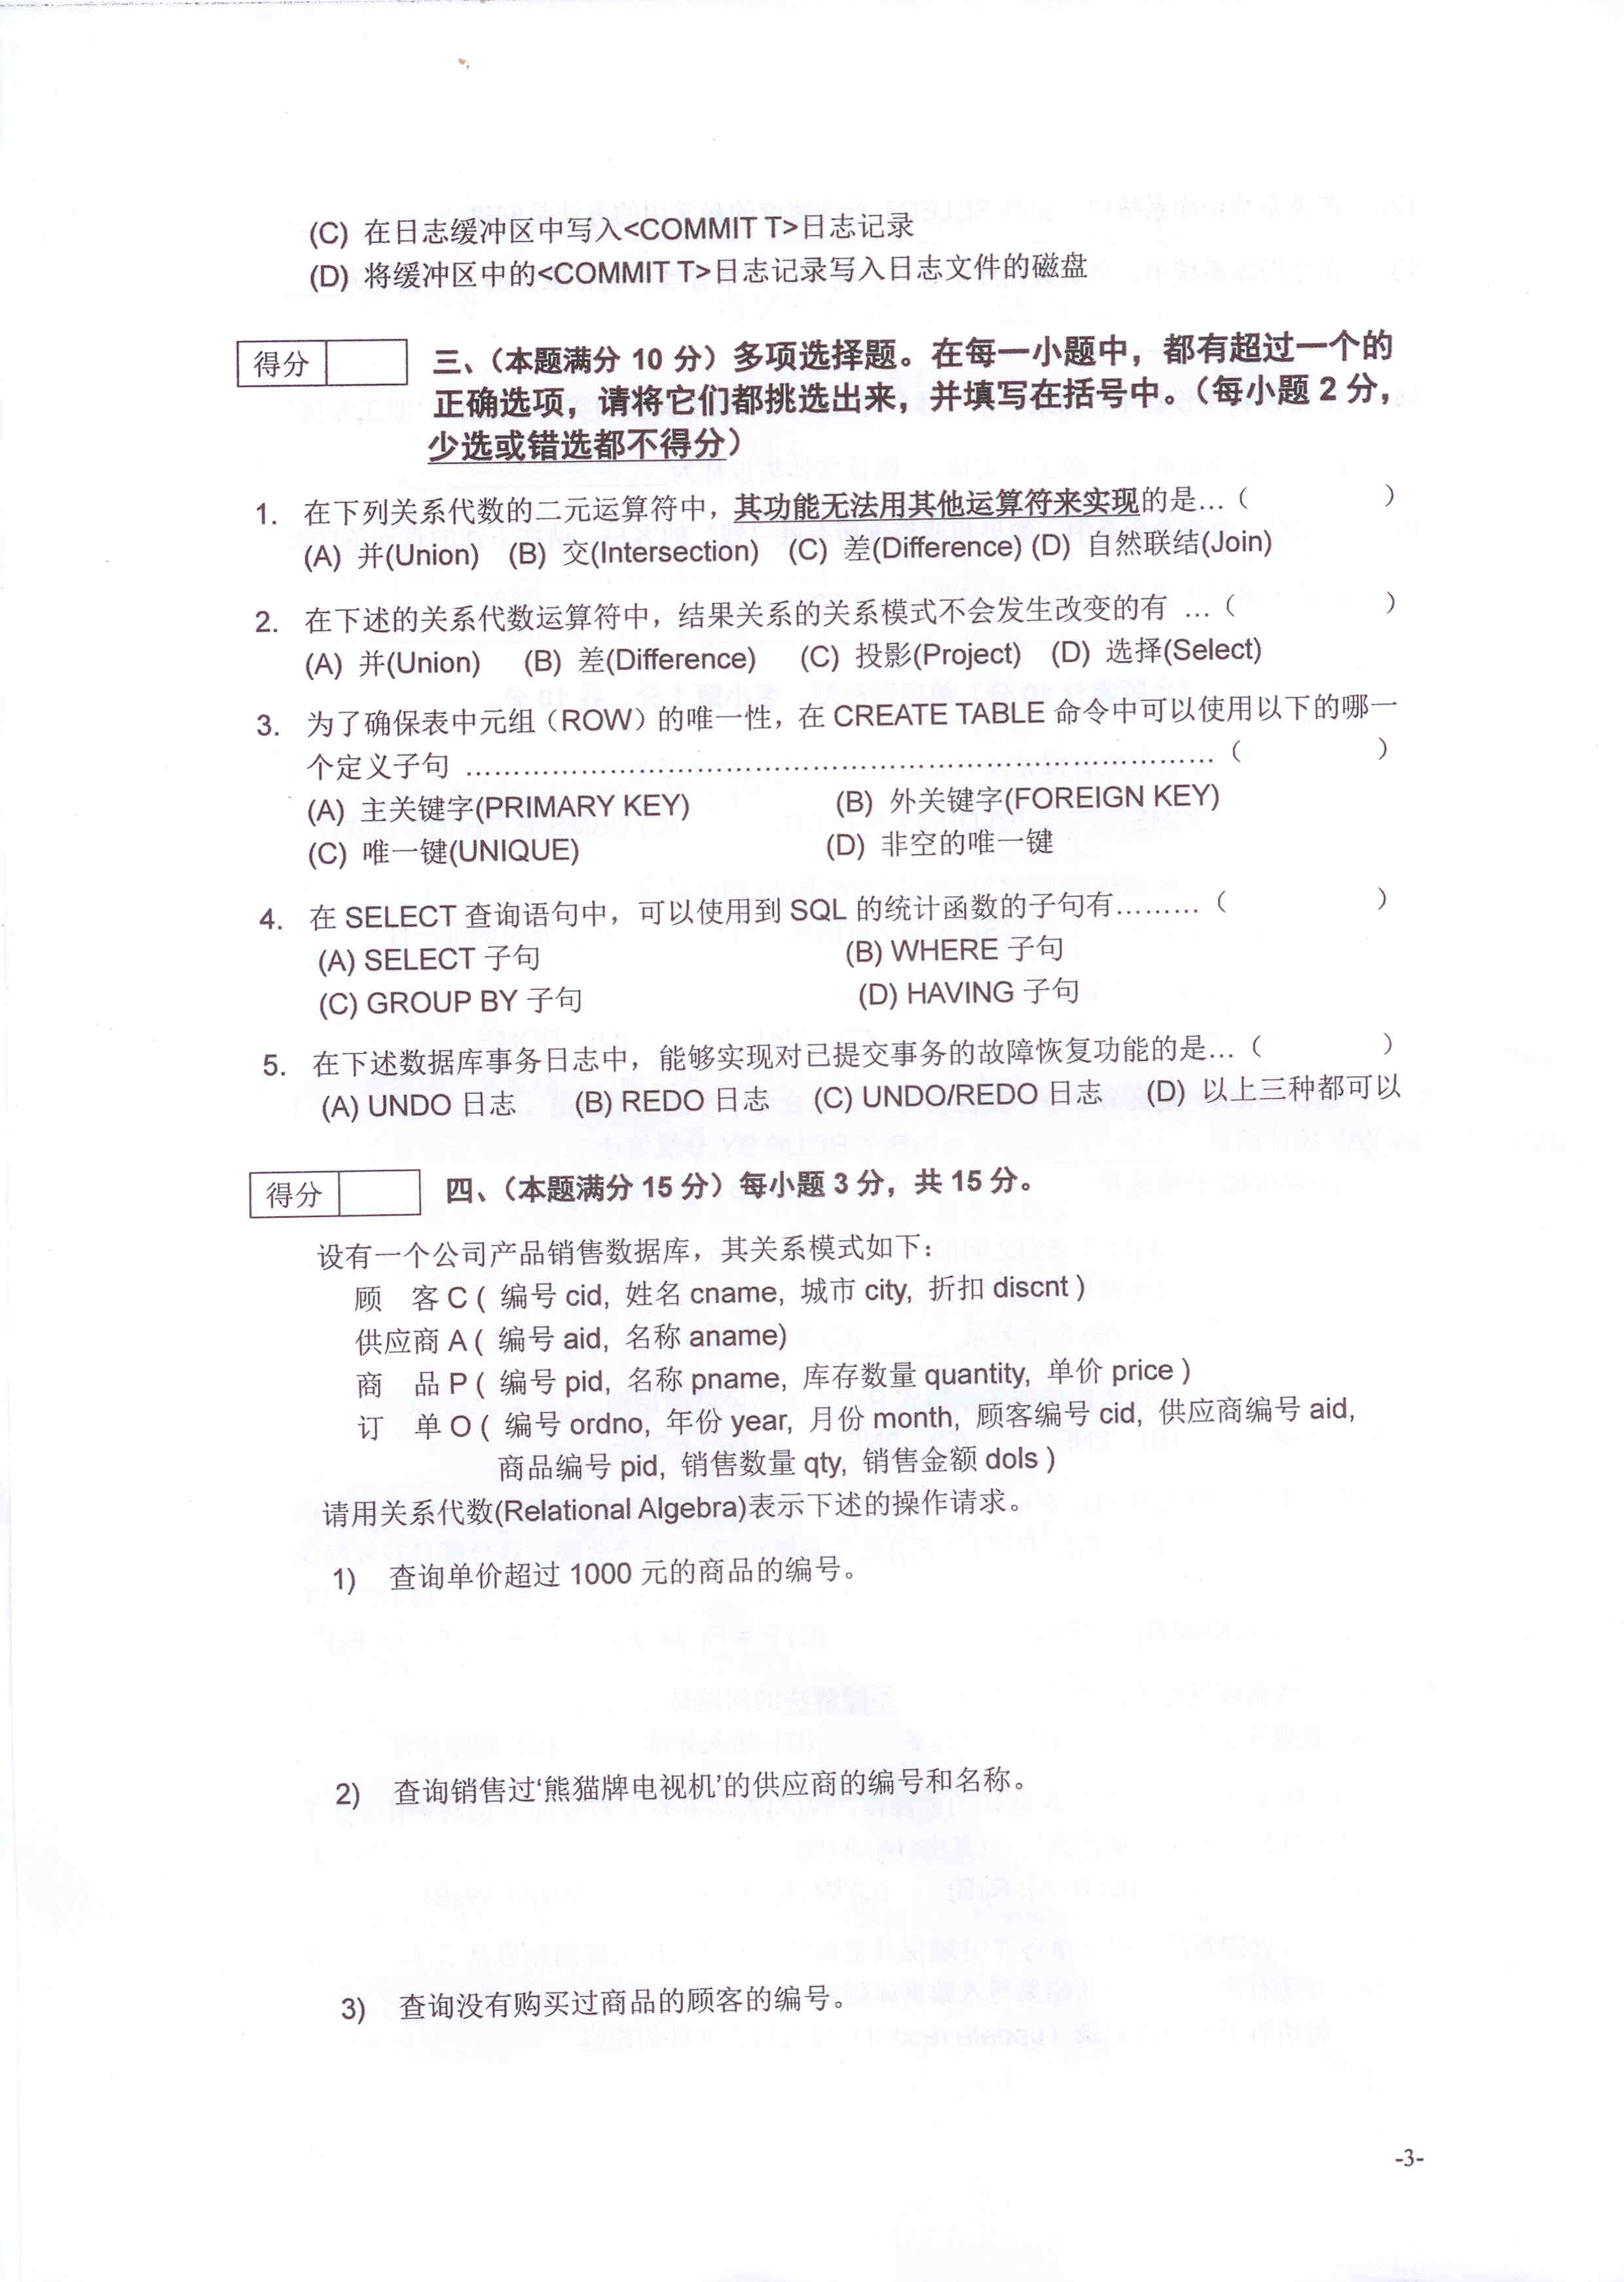 (C) 在日志缓冲区中写入<COMMIT T>日志记录
(D) 将缓冲区中的<COMMIT T>日志记录写入日志文件的磁盘
得分
三、（本题满分 10 分）多项选择题。在每一小题中，都有超过一个的
正确选项，请将它们都挑选出来，并填写在括号中。（每小题 2 分，
少选或错选都不得分）
1. 在下列关系代数的二元运算符中，其功能无法用其他运算符来实现的是…（ ）
(A) 并(Union) (B) 交(Intersection) (C) 差(Difference) (D) 自然联结(Join)
2. 在下述的关系代数运算符中，结果关系的关系模式不会发生改变的有 …（ ）
(A) 并(Union) (B) 差(Difference) (C) 投影(Project) (D) 选择(Select)
3. 为了确保表中元组（ROW）的唯一性，在 CREATE TABLE 命令中可以使用以下的哪一
个定义子句 ……………………………………………………………………（ ）
(A) 主关键字(PRIMARY KEY) (B) 外关键字(FOREIGN KEY)
(C) 唯一键(UNIQUE) (D) 非空的唯一键
4. 在 SELECT 查询语句中，可以使用到 SQL 的统计函数的子句有………（ ）
(A) SELECT 子句 (B) WHERE 子句
(C) GROUP BY 子句 (D) HAVING 子句
5. 在下述数据库事务日志中，能够实现对已提交事务的故障恢复功能的是…（ ）
(A) UNDO 日志 (B) REDO 日志 (C) UNDO/REDO 日志 (D) 以上三种都可以
得分
四、（本题满分 15 分）每小题 3 分，共 15 分。
设有一个公司产品销售数据库，其关系模式如下：
顾 客 C ( 编号 cid, 姓名 cname, 城市 city, 折扣 discnt )
供应商 A ( 编号 aid, 名称 aname)
商 品 P ( 编号 pid, 名称 pname, 库存数量 quantity, 单价 price )
订 单 O ( 编号 ordno, 年份 year, 月份 month, 顾客编号 cid, 供应商编号 aid,
商品编号 pid, 销售数量 qty, 销售金额 dols )
请用关系代数(Relational Algebra)表示下述的操作请求。
1) 查询单价超过 1000 元的商品的编号。
2) 查询销售过‘熊猫牌电视机’的供应商的编号和名称。
3) 查询没有购买过商品的顾客的编号。
-3-